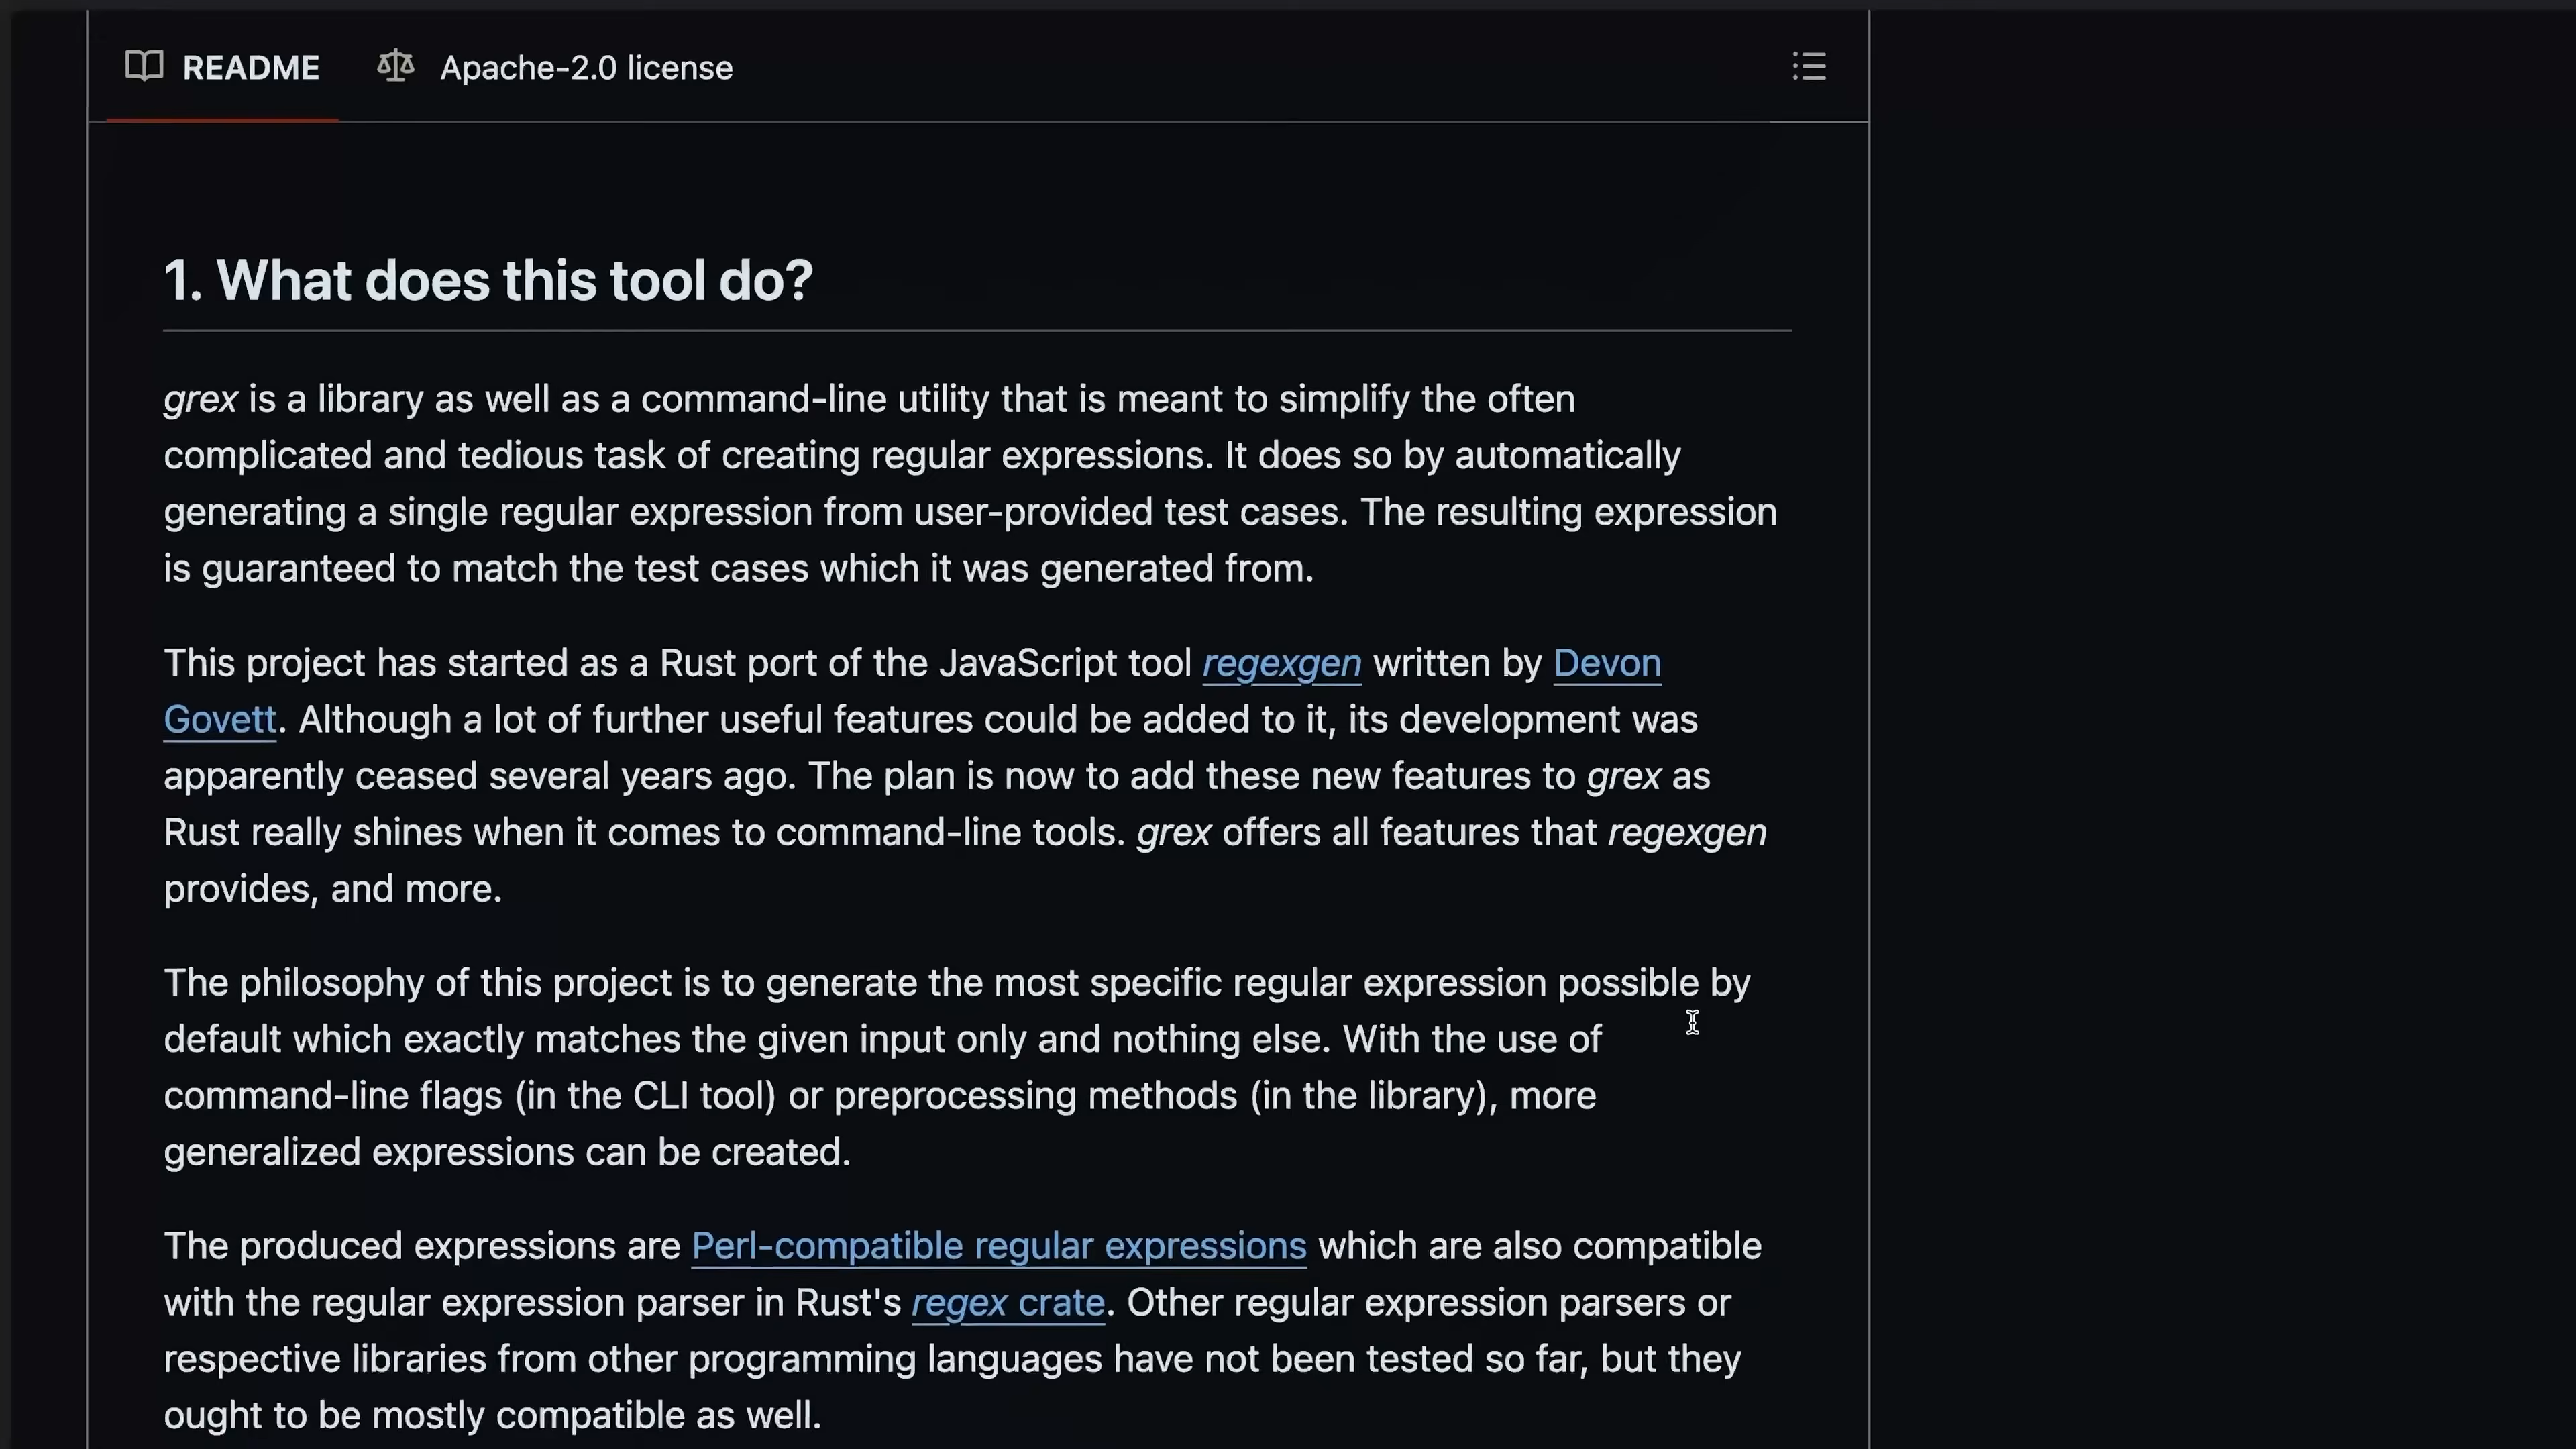 README
Apache-2.0 license
1. What does this tool do?
grex is a library as well as a command-line utility that is meant to simplify the often
complicated and tedious task of creating regular expressions. It does so by automatically
generating a single regular expression from user-provided test cases. The resulting expression
is guaranteed to match the test cases which it was generated from.
This project has started as a Rust port of the JavaScript tool regexgen written by Devon
Govett. Although a lot of further useful features could be added to it, its development was
apparently ceased several years ago. The plan is now to add these new features to grex as
Rust really shines when it comes to command-line tools. grex offers all features that regexgen
provides, and more.
The philosophy of this project is to generate the most specific regular expression possible by
default which exactly matches the given input only and nothing else. With the use of
command-line flags (in the CLI tool) or preprocessing methods (in the library), more
generalized expressions can be created.
The produced expressions are Perl-compatible regular expressions which are also compatible
with the regular expression parser in Rust's regex crate. Other regular expression parsers or
respective libraries from other programming languages have not been tested so far, but they
ought to be mostly compatible as well.